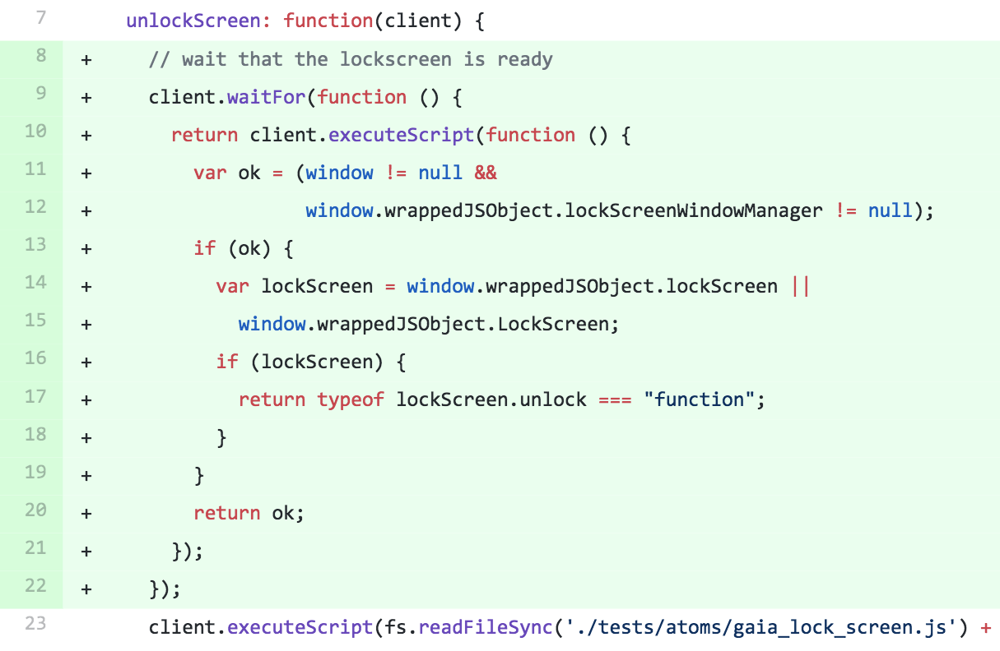 7 unlockScreen: function(client) {
8 + // wait that the lockscreen is ready
9 + client.waitFor(function () {
10 + return client.executeScript(function () {
11 + var ok = (window != null &&
12 + window.wrappedJSObject.lockScreenWindowManager != null);
13 + if (ok) {
14 + var lockScreen = window.wrappedJSObject.lockScreen ||
15 + window.wrappedJSObject.LockScreen;
16 + if (lockScreen) {
17 + return typeof lockScreen.unlock === "function";
18 + }
19 + }
20 + return ok;
21 + });
22 + });
23 client.executeScript(fs.readFileSync('./tests/atoms/gaia_lock_screen.js') +